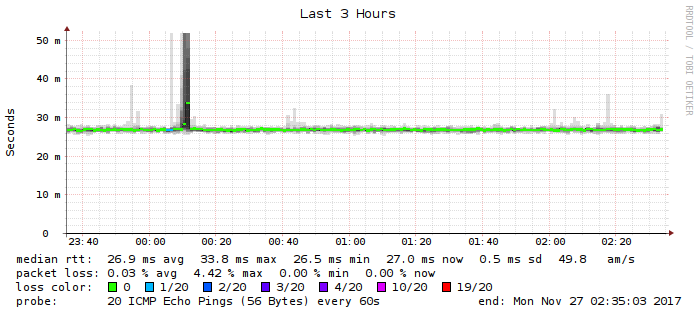 Last 3 Hours
RRDTOOL / TOBI OETIKER
Seconds
50 m
40 m
30 m
20 m
10 m
0
23:40 00:00 00:20 00:40 01:00 01:20 01:40 02:00 02:20
median rtt: 26.9 ms avg 33.8 ms max 26.5 ms min 27.0 ms now 0.5 ms sd 49.8 am/s
packet loss: 0.03 % avg 4.42 % max 0.00 % min 0.00 % now
loss color: 0 1/20 2/20 3/20 4/20 10/20 19/20
probe: 20 ICMP Echo Pings (56 Bytes) every 60s end: Mon Nov 27 02:35:03 2017